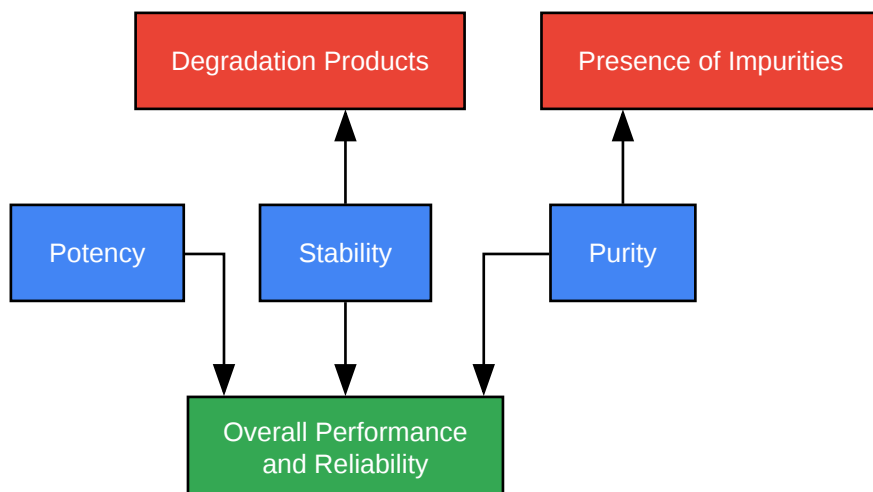 Degradation Products
Presence of Impurities
Potency
Stability
Purity
Overall Performance
and Reliability